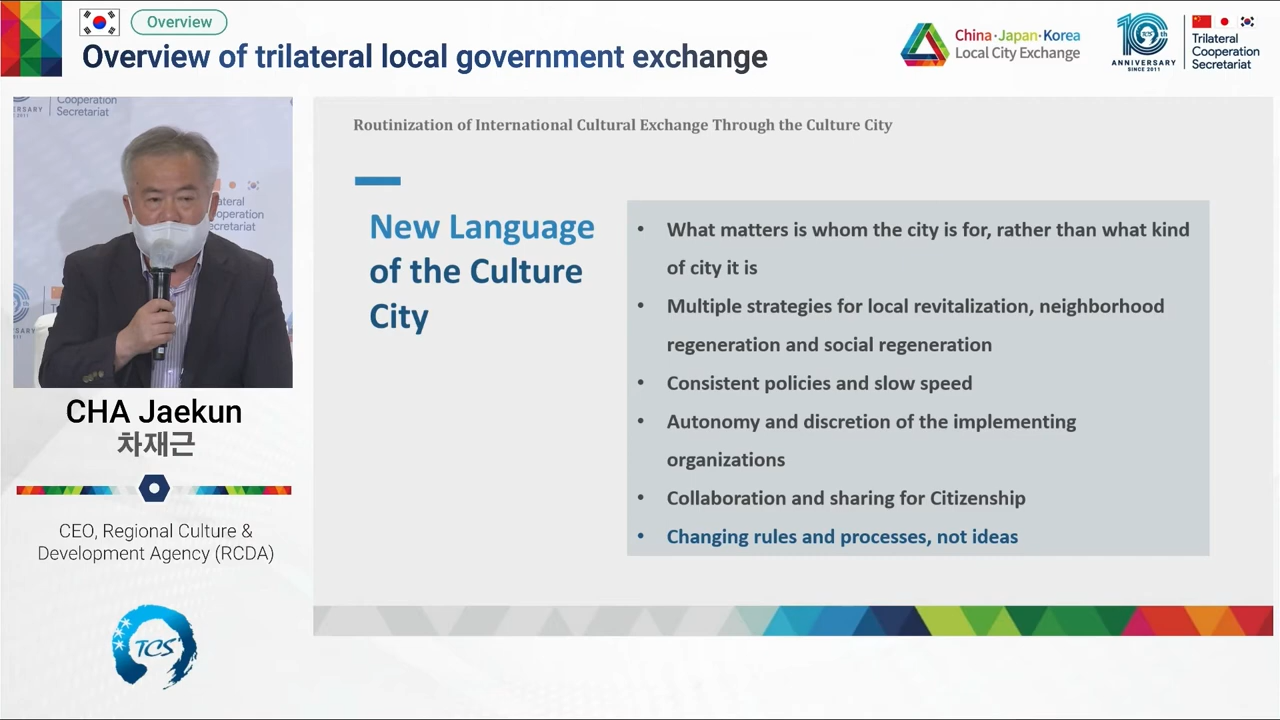 Overview
Overview of trilateral local government exchange
China·Japan·Korea
Local City Exchange
10th
TCS
ANNIVERSARY
SINCE 2011
Trilateral
Cooperation
Secretariat
ERSARY
Cooperation
Secretariat
lateral
operation
cretariat
Routinization of International Cultural Exchange Through the Culture City
New Language
of the Culture
City
• What matters is whom the city is for, rather than what kind
of city it is
• Multiple strategies for local revitalization, neighborhood
regeneration and social regeneration
• Consistent policies and slow speed
• Autonomy and discretion of the implementing
organizations
• Collaboration and sharing for Citizenship
• Changing rules and processes, not ideas
CHA Jaekun
차재근
CEO, Regional Culture &
Development Agency (RCDA)
TCS